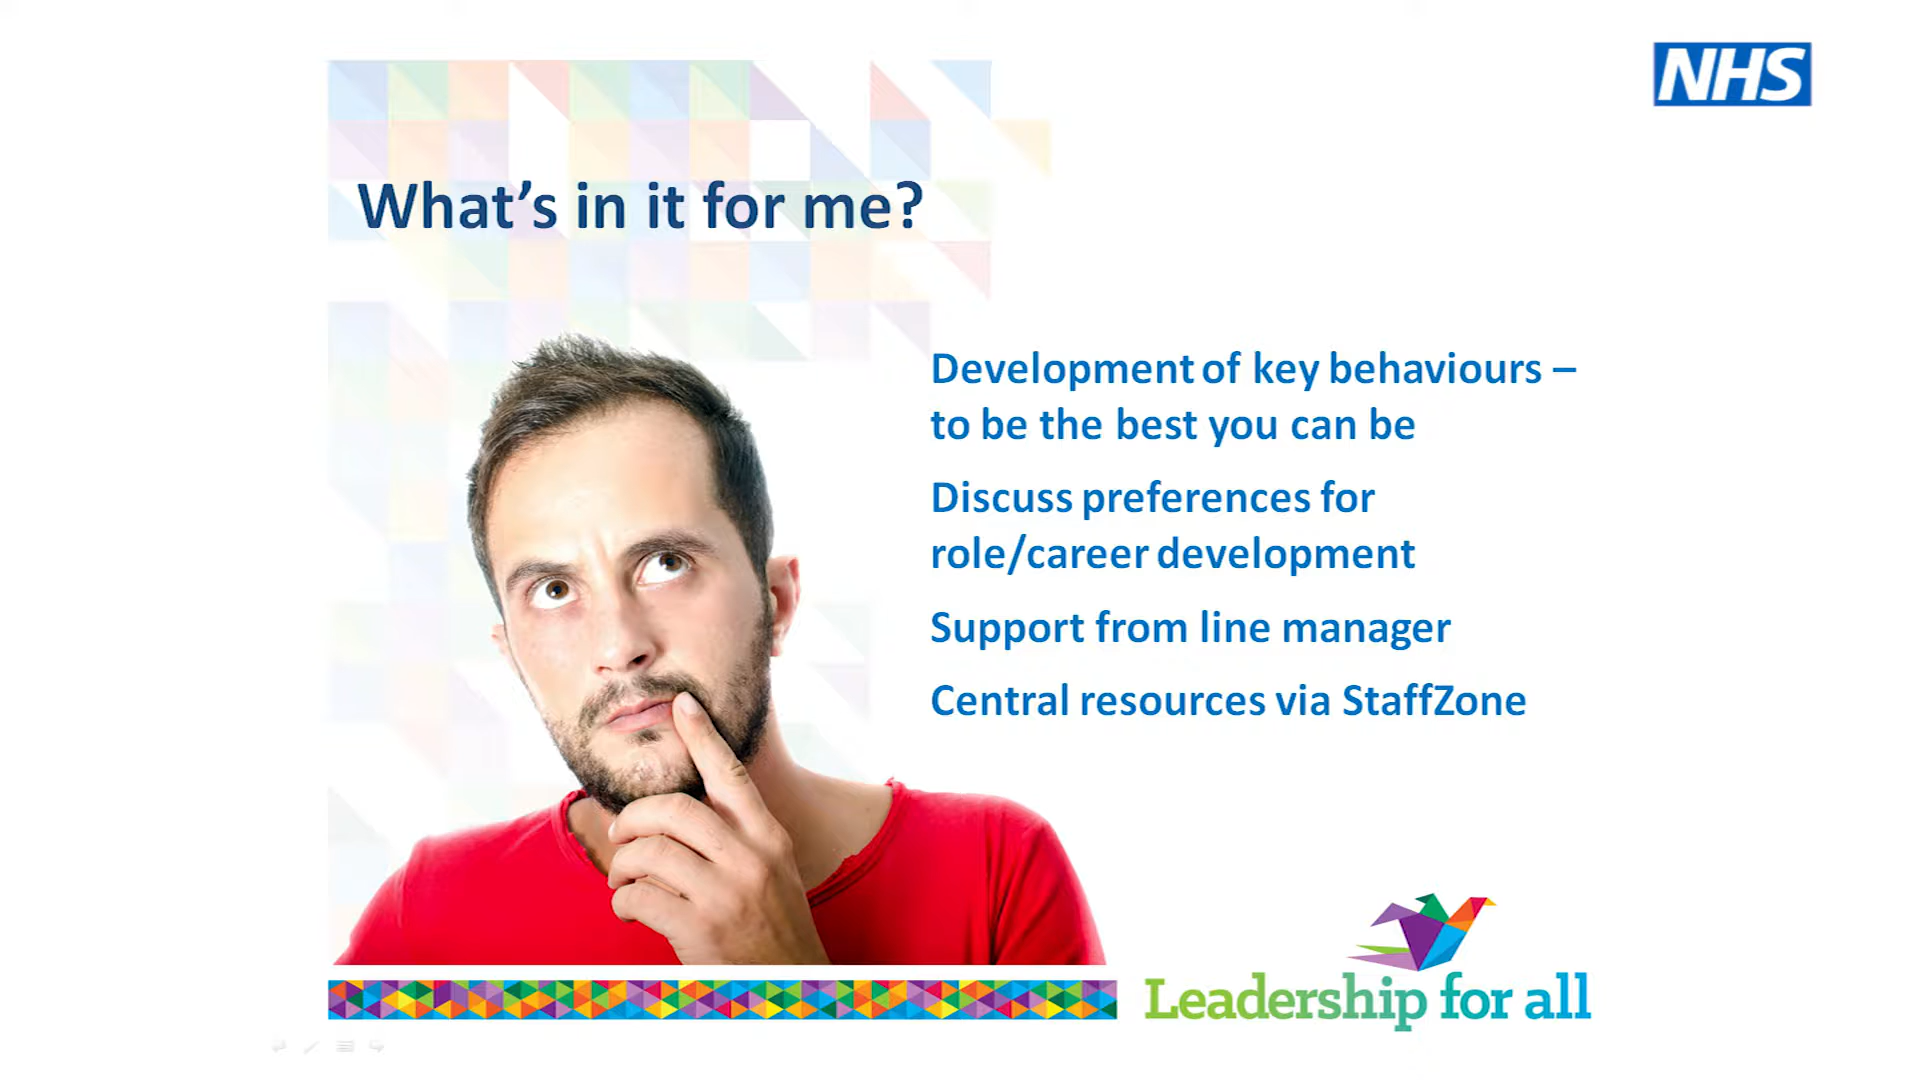 NHS
What’s in it for me?
Development of key behaviours –
to be the best you can be
Discuss preferences for
role/career development
Support from line manager
Central resources via StaffZone
Leadership for all